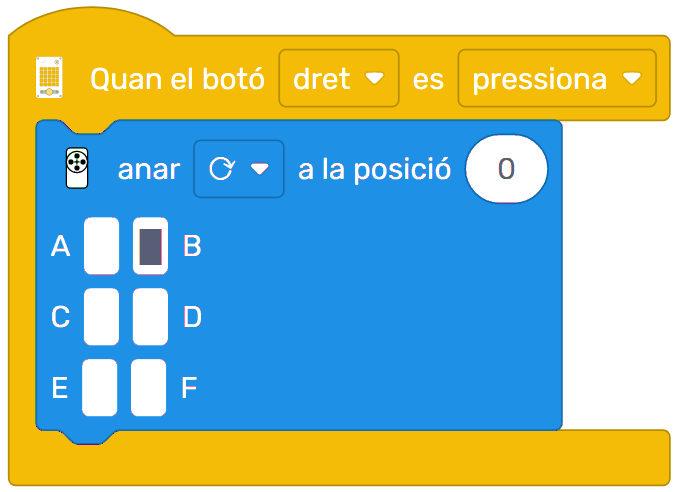 Quan el botó dret es pressiona
anar a la posició 0
A B
C D
E F